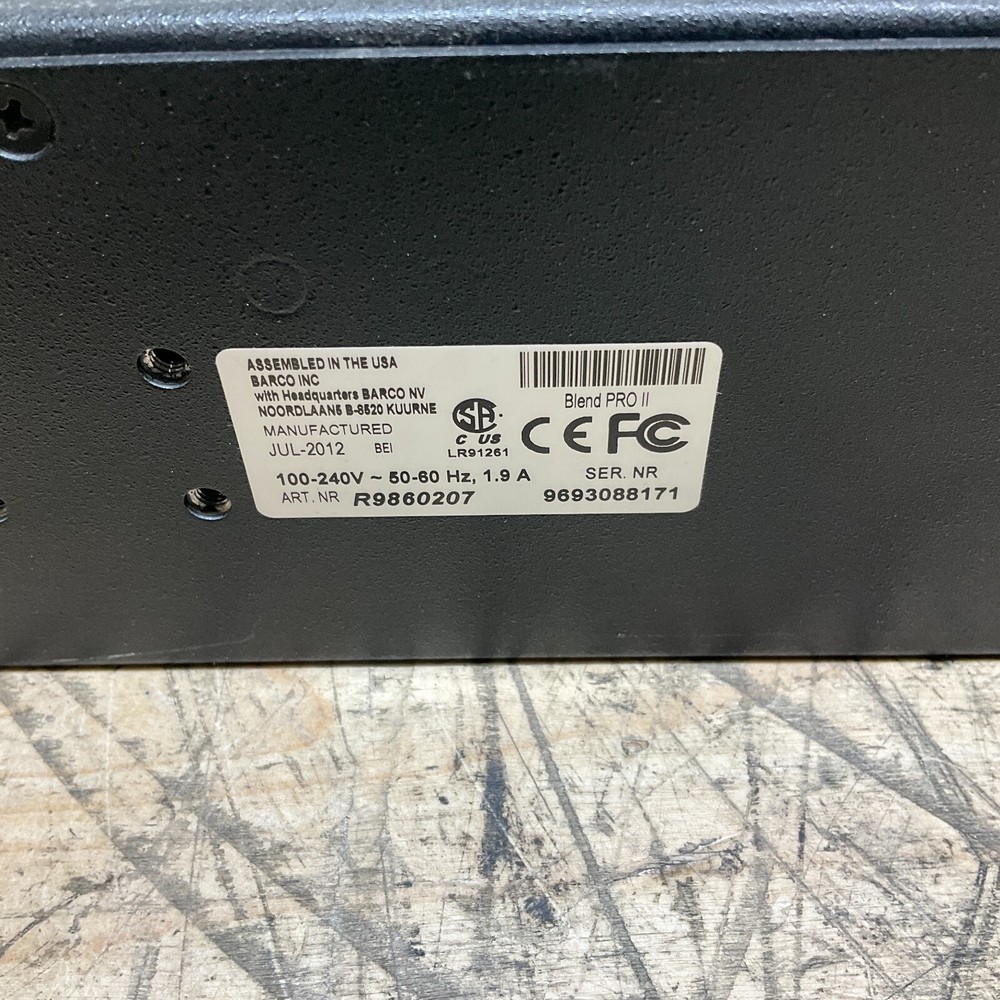 ASSEMBLED IN THE USA
BARCO INC
with Headquarters BARCO NV
NOORDLAAN5 B-8520 KUURNE
MANUFACTURED
JUL-2012 BEI
SA
C US
LR91261
Blend PRO II
CE FC
100-240V ~ 50-60 Hz, 1.9 A
SER. NR
ART. NR R9860207
9693088171